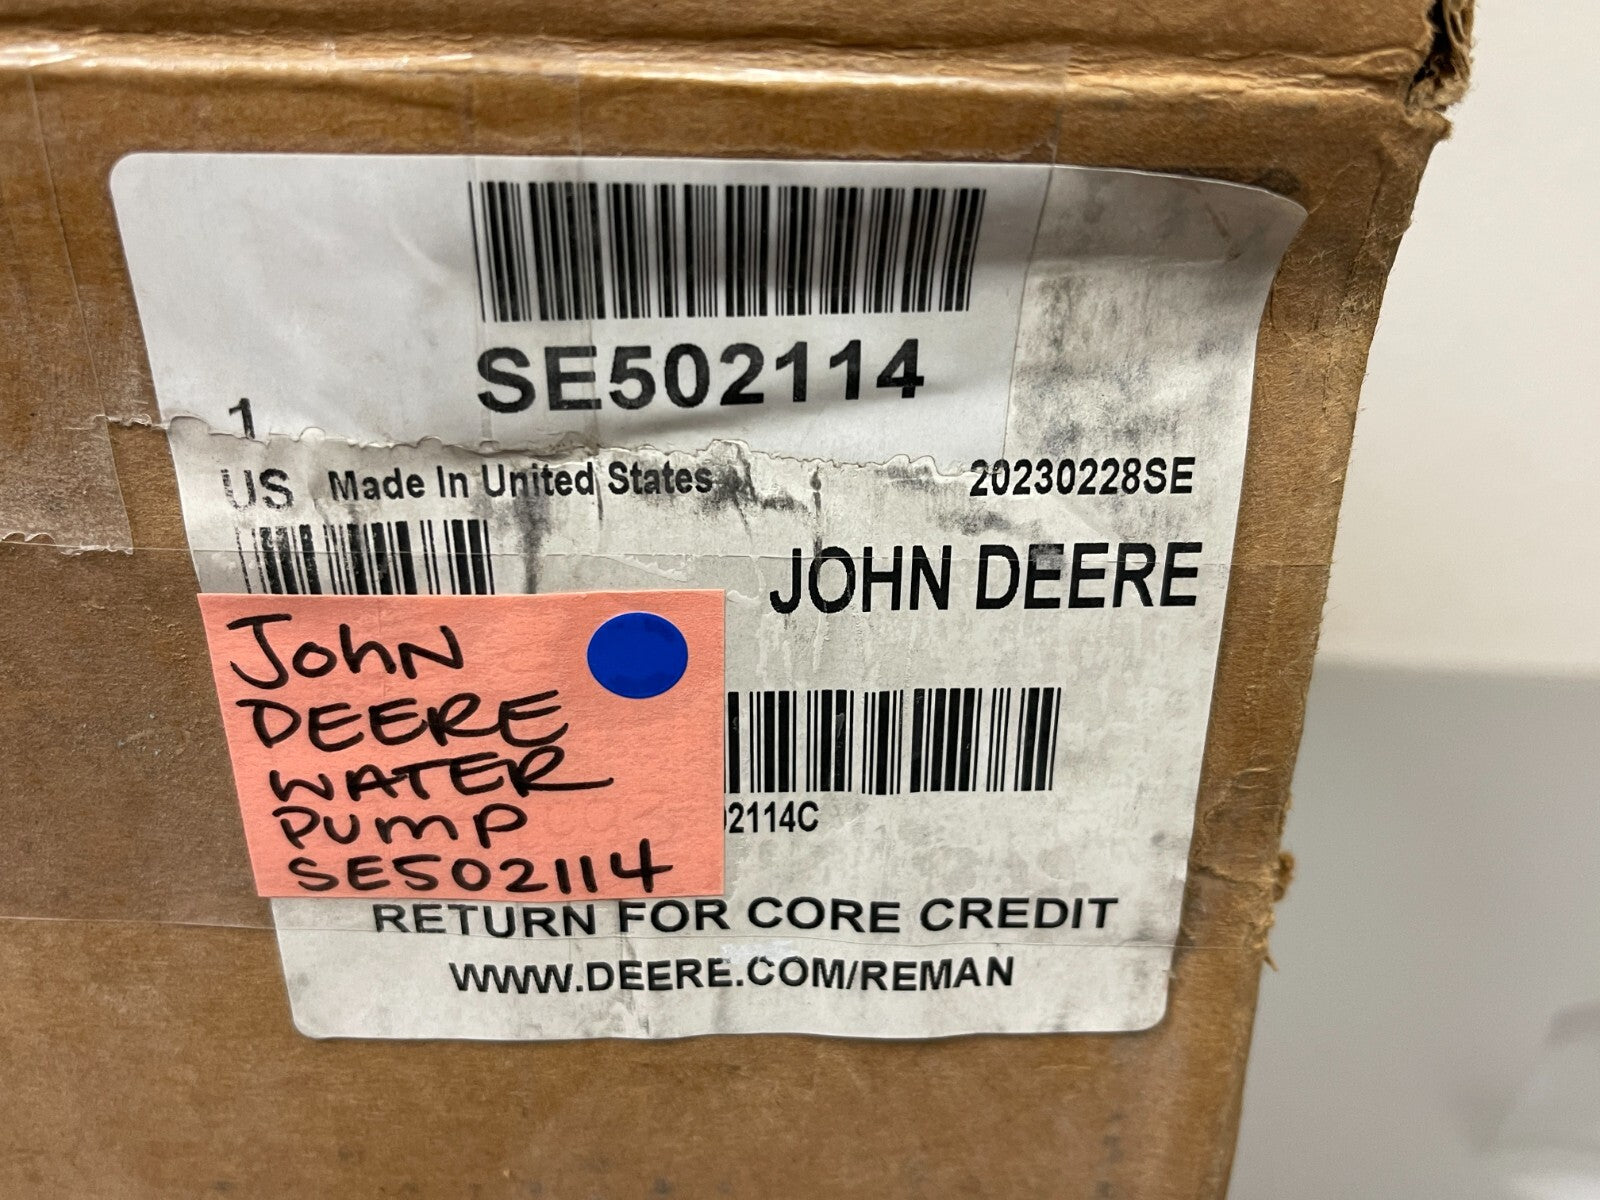 SE502114
1
US Made In United States 20230228SE
JOHN DEERE
John
DEERE
WATER
PUMP
SE502114
2114C
RETURN FOR CORE CREDIT
WWW.DEERE.COM/REMAN